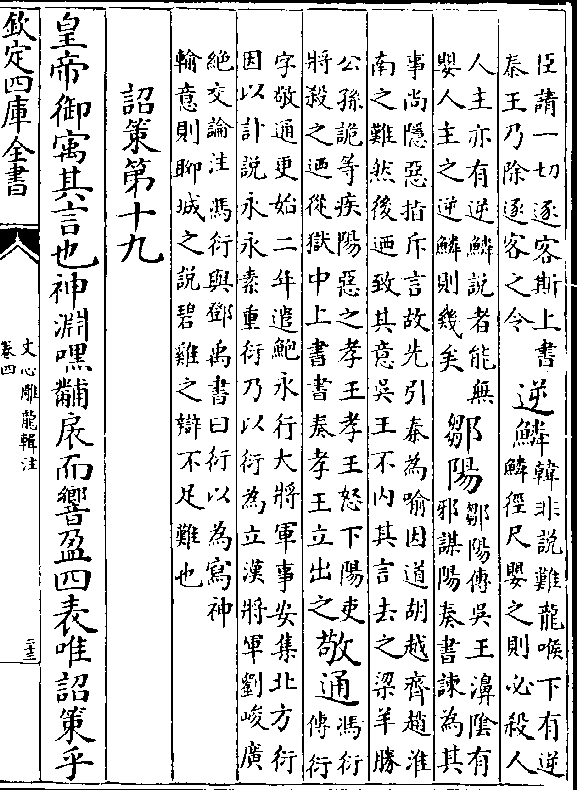 臣請一切逐客斯上書
秦王乃除逐客之令
逆鱗
韓非說難龍喉下有逆
鱗徑尺嬰之則必殺人
人主亦有逆鱗說者能無
嬰人主之逆鱗則幾矣
鄒陽
鄒陽傳吳王濞陰有
邪謀陽奏書諫為其
事尚隱惡指斥言故先引秦為喻因道胡越齊趙淮
南之難然後迺致其意吳王不内其言去之梁羊勝
公孫詭等疾陽惡之孝王孝王怒下陽吏
將殺之迺從獄中上書書奏孝王立出之
敬通
馮衍
傳衍
字敬通更始二年遣鮑永行大將軍事安集北方衍
因以計說永永素重衍乃以衍為立漢將軍劉峻廣
絶交論注馮衍與鄧禹書曰衍以為寫神
輸意則聊城之説碧雞之辯不足難也
詔策第十九
皇帝御㝢其言也神淵嘿黼扆而響盈四表唯詔策乎
欽定四庫全書
文心雕龍輯注
卷四
二十三